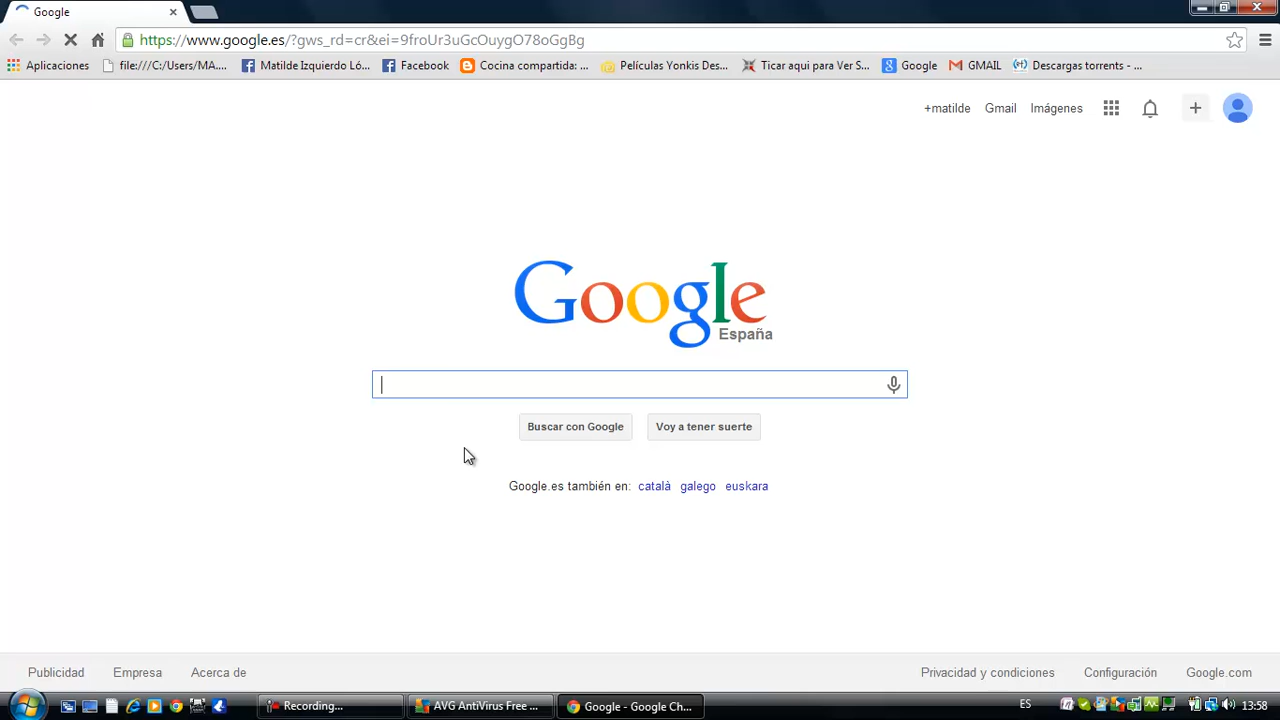 Google
https://www.google.es/?gws_rd=cr&ei=9froUr3uGcOuygO78oGgBg
Aplicaciones file:///C:/Users/MA... Matilde Izquierdo Ló... Facebook Cocina compartida: ... Películas Yonkis Des... Ticar aqui para Ver S... Google GMAIL Descargas torrents - ...
+matilde Gmail Imágenes
Google
España
Buscar con Google Voy a tener suerte
Google.es también en: català galego euskara
Publicidad Empresa Acerca de Privacidad y condiciones Configuración Google.com
Recording... AVG AntiVirus Free ... Google - Google Ch... ES 13:58